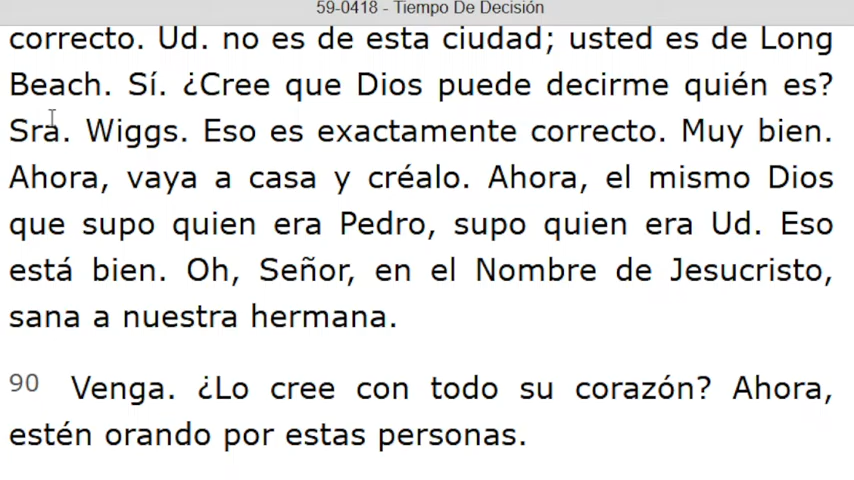 59-0418 - Tiempo De Decisión
correcto. Ud. no es de esta ciudad; usted es de Long
Beach. Sí. ¿Cree que Dios puede decirme quién es?
Sra. Wiggs. Eso es exactamente correcto. Muy bien.
Ahora, vaya a casa y créalo. Ahora, el mismo Dios
que supo quien era Pedro, supo quien era Ud. Eso
está bien. Oh, Señor, en el Nombre de Jesucristo,
sana a nuestra hermana.
90 Venga. ¿Lo cree con todo su corazón? Ahora,
estén orando por estas personas.